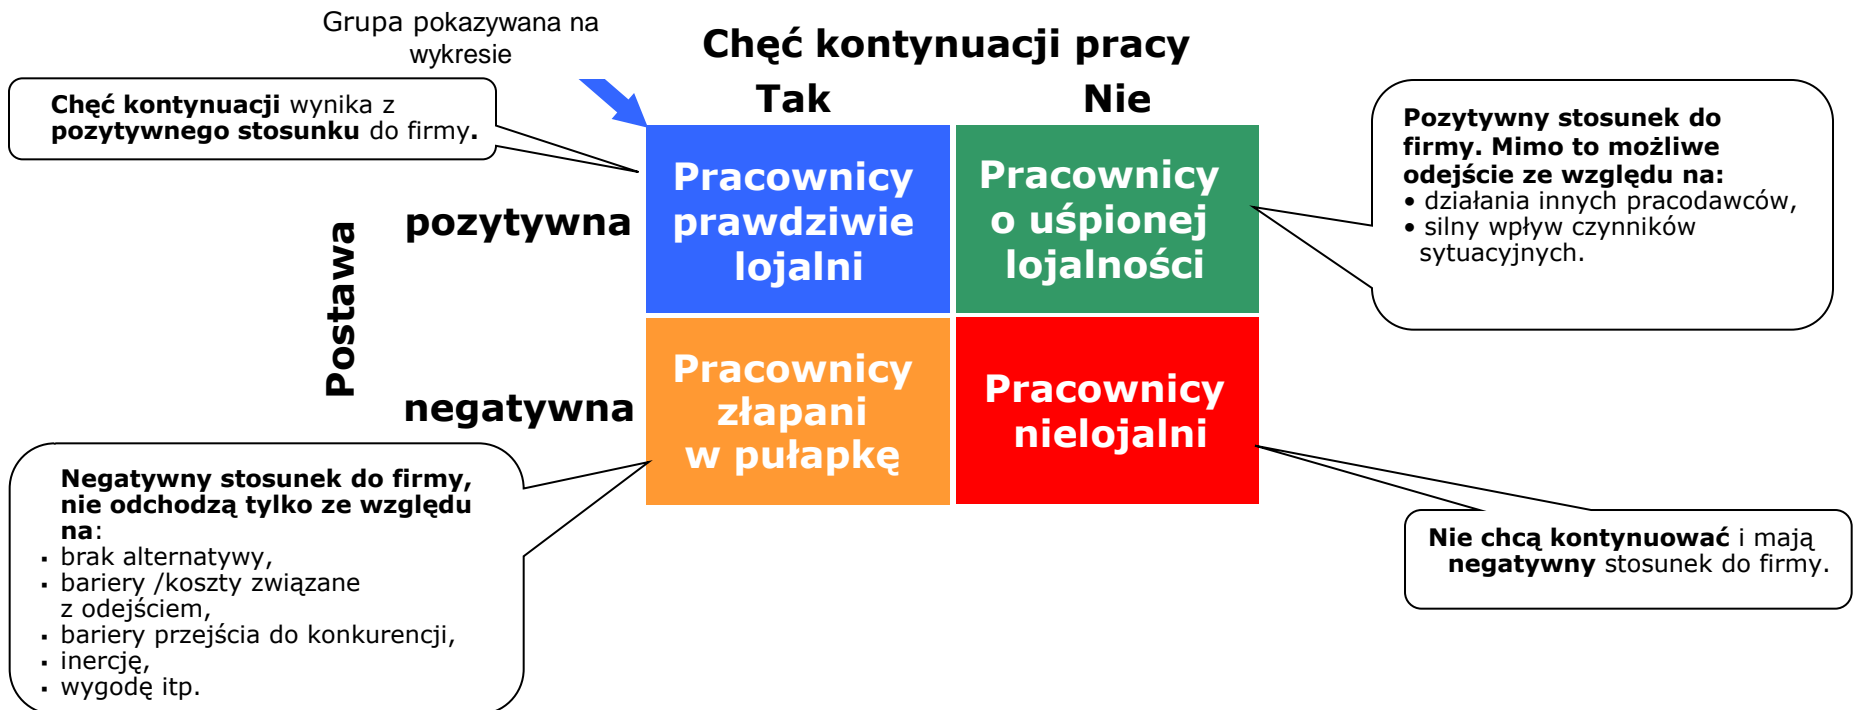 Grupa pokazywana na
wykresie
Chęć kontynuacji pracy
Tak
Nie
Chęć kontynuacji wynika z
pozytywnego stosunku do firmy.
Pozytywny stosunek do
firmy. Mimo to możliwe
odejście ze względu na:
• działania innych pracodawców,
• silny wpływ czynników
sytuacyjnych.
Postawa
pozytywna
Pracownicy
prawdziwie
lojalni
Pracownicy
o uśpionej
lojalności
negatywna
Pracownicy
złapani
w pułapkę
Pracownicy
nielojalni
Negatywny stosunek do firmy,
nie odchodzą tylko ze względu
na:
▪ brak alternatywy,
▪ bariery /koszty związane
z odejściem,
▪ bariery przejścia do konkurencji,
▪ inercję,
▪ wygodę itp.
Nie chcą kontynuować i mają
negatywny stosunek do firmy.